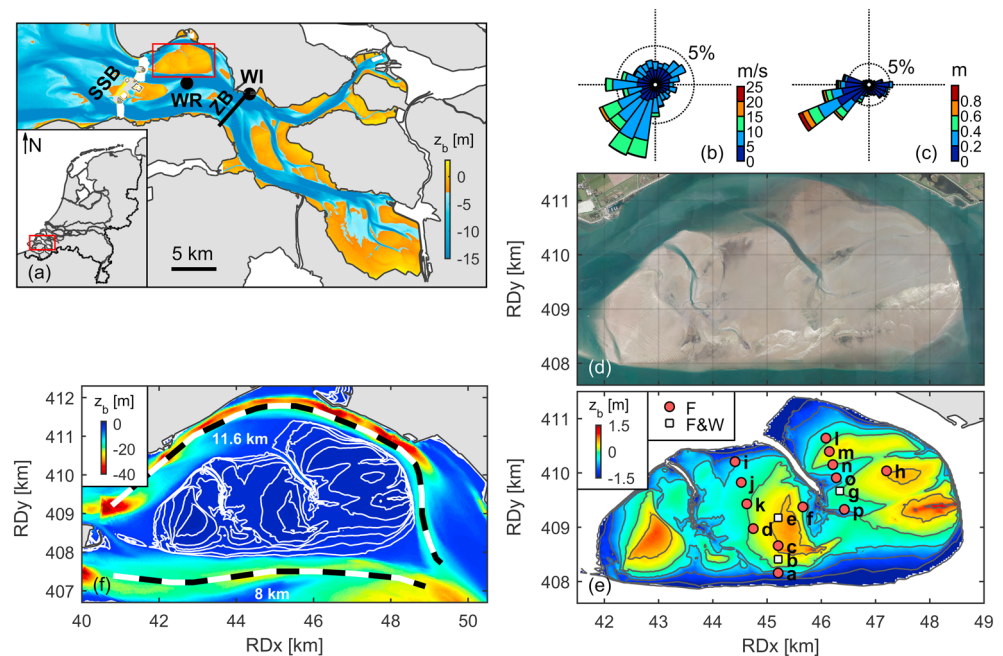 SSB
WR
ZB
WI
z_b [m]
0
-5
-10
-15
N
5 km
(a)
5%
m/s
25
20
15
10
5
0
(b)
5%
m
0.8
0.6
0.4
0.2
0
(c)
RDy [km]
411
410
409
408
(d)
RDy [km]
412
411
410
409
408
407
z_b [m]
0
-20
-40
11.6 km
8 km
(f)
40
42
44
46
48
50
RDx [km]
RDy [km]
411
410
409
408
z_b [m]
1.5
-1.5
F
F&W
l
m
n
o
g
h
p
i
j
k
e
f
d
c
b
a
(e)
42
43
44
45
46
47
48
49
RDx [km]